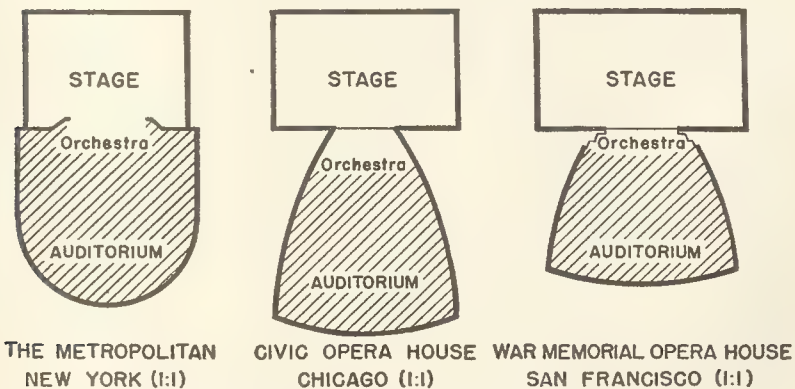 STAGE
Orchestra
AUDITORIUM
THE METROPOLITAN
NEW YORK (1:1)
STAGE
Orchestra
AUDITORIUM
CIVIC OPERA HOUSE
CHICAGO (1:1)
STAGE
Orchestra
AUDITORIUM
WAR MEMORIAL OPERA HOUSE
SAN FRANCISCO (1:1)